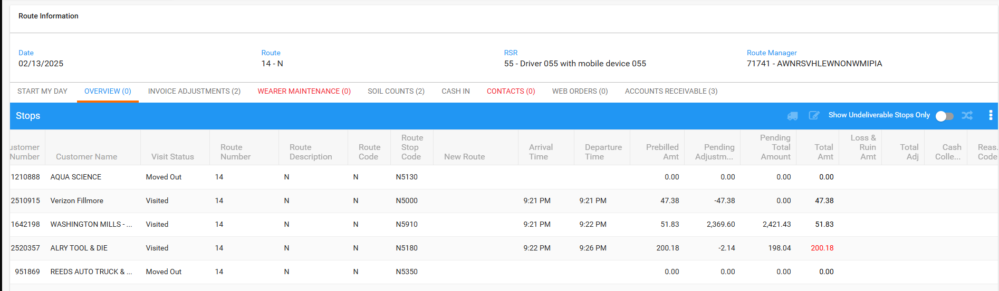 Route Information
Date Route RSR Route Manager
02/13/2025 14 - N 55 - Driver 055 with mobile device 055 71741 - AWNRSVHLEWNONWMIPIA
START MY DAY OVERVIEW (0) INVOICE ADJUSTMENTS (2) WEARER MAINTENANCE (0) SOIL COUNTS (2) CASH IN CONTACTS (0) WEB ORDERS (0) ACCOUNTS RECEIVABLE (3)
Stops Show Undeliverable Stops Only
ustomer Number Customer Name Visit Status Route Number Route Description Route Code Route Stop Code New Route Arrival Time Departure Time Prebilled Amt Pending Adjustm... Pending Total Amount Total Amt Loss & Ruin Amt Total Adj Cash Colle... Reas. Code
1210888 AQUA SCIENCE Moved Out 14 N N N5130 0.00 0.00 0.00 0.00
2510915 Verizon Fillmore Visited 14 N N N5000 9:21 PM 9:21 PM 47.38 -47.38 0.00 47.38
1642198 WASHINGTON MILLS - ... Visited 14 N N N5910 9:21 PM 9:22 PM 51.83 2,369.60 2,421.43 51.83
2520357 ALRY TOOL & DIE Visited 14 N N N5180 9:22 PM 9:26 PM 200.18 -2.14 198.04 200.18
951869 REEDS AUTO TRUCK & ... Moved Out 14 N N N5350 0.00 0.00 0.00 0.00